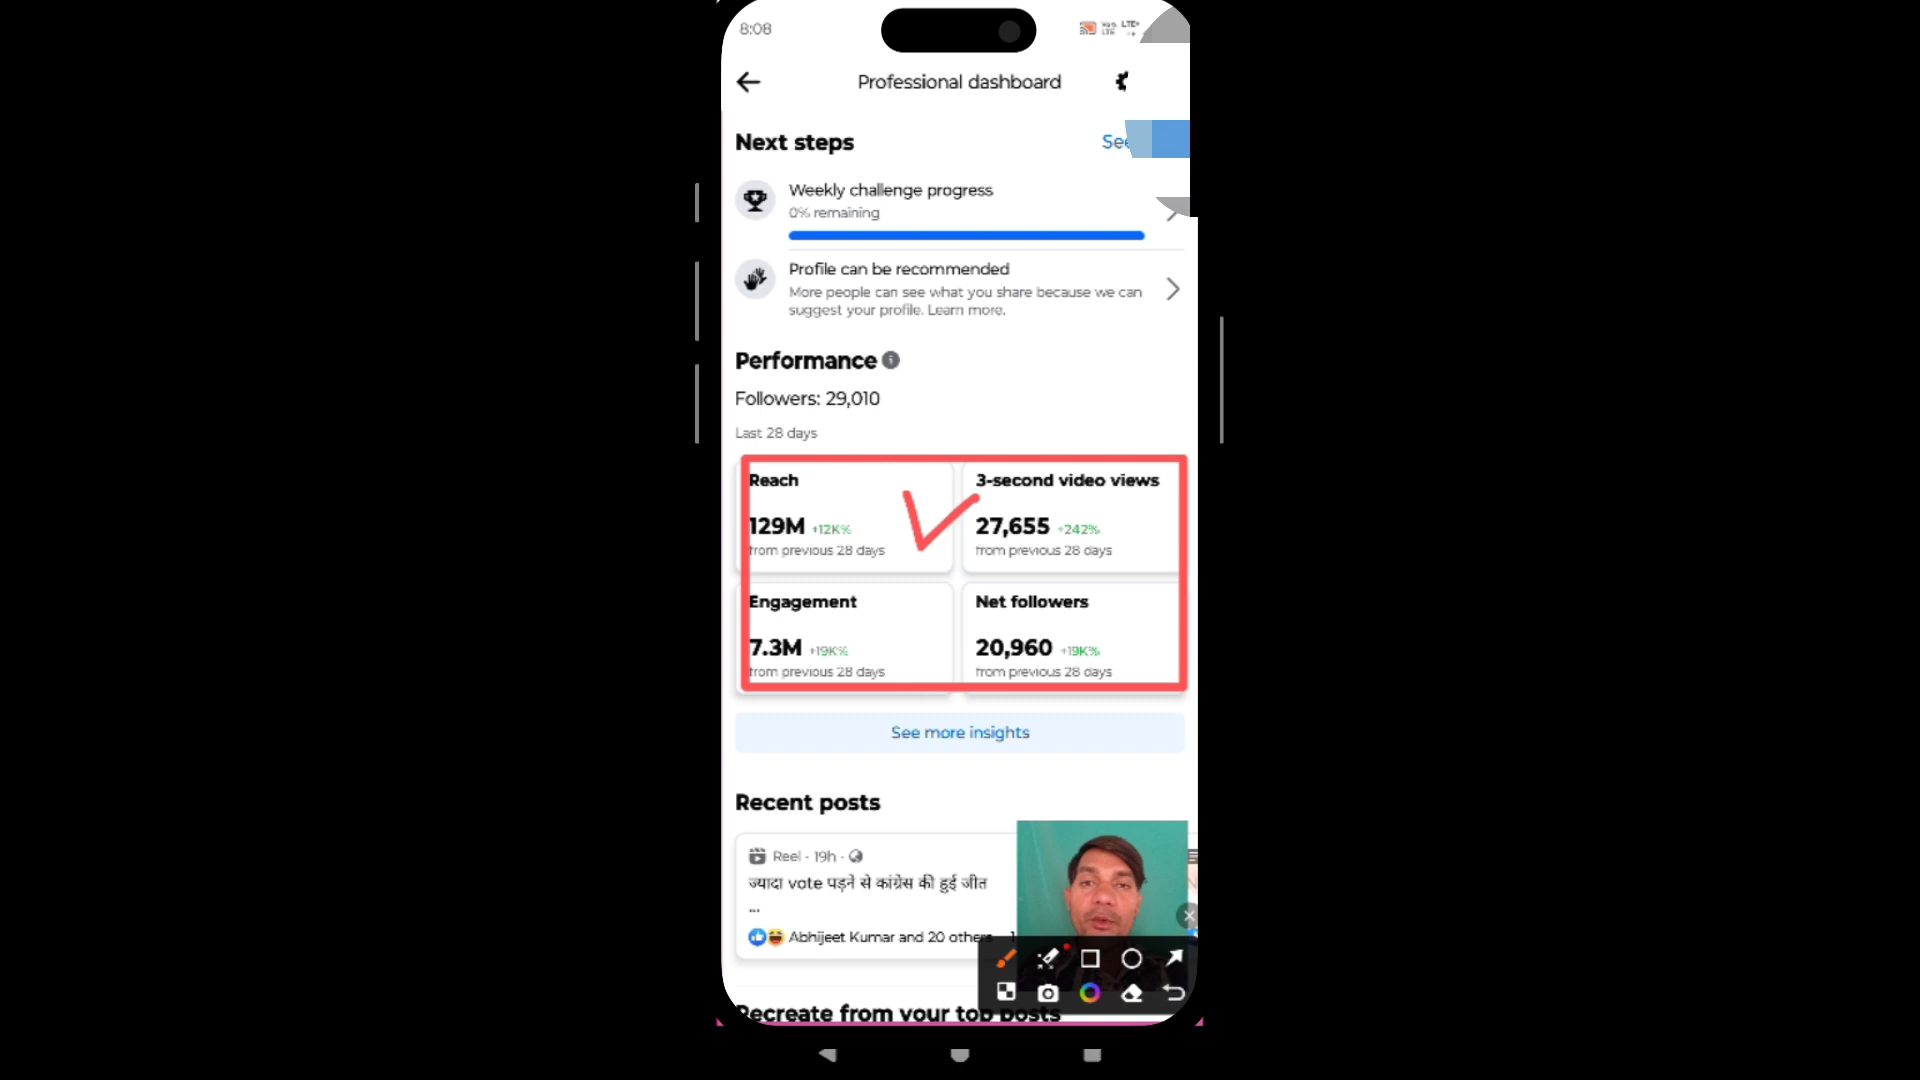 8:08
Professional dashboard
Next steps
Weekly challenge progress
0% remaining
Profile can be recommended
More people can see what you share because we can
suggest your profile. Learn more.
Performance
Followers: 29,010
Last 28 days
Reach
129M +12K%
from previous 28 days
3-second video views
27,655 +242%
from previous 28 days
Engagement
7.3M +19K%
from previous 28 days
Net followers
20,960 +19K%
from previous 28 days
See more insights
Recent posts
Reel · 19h ·
ज्यादा vote पड़ने से कांग्रेस की हुई जीत
...
Abhijeet Kumar and 20 others
Recreate from your top posts